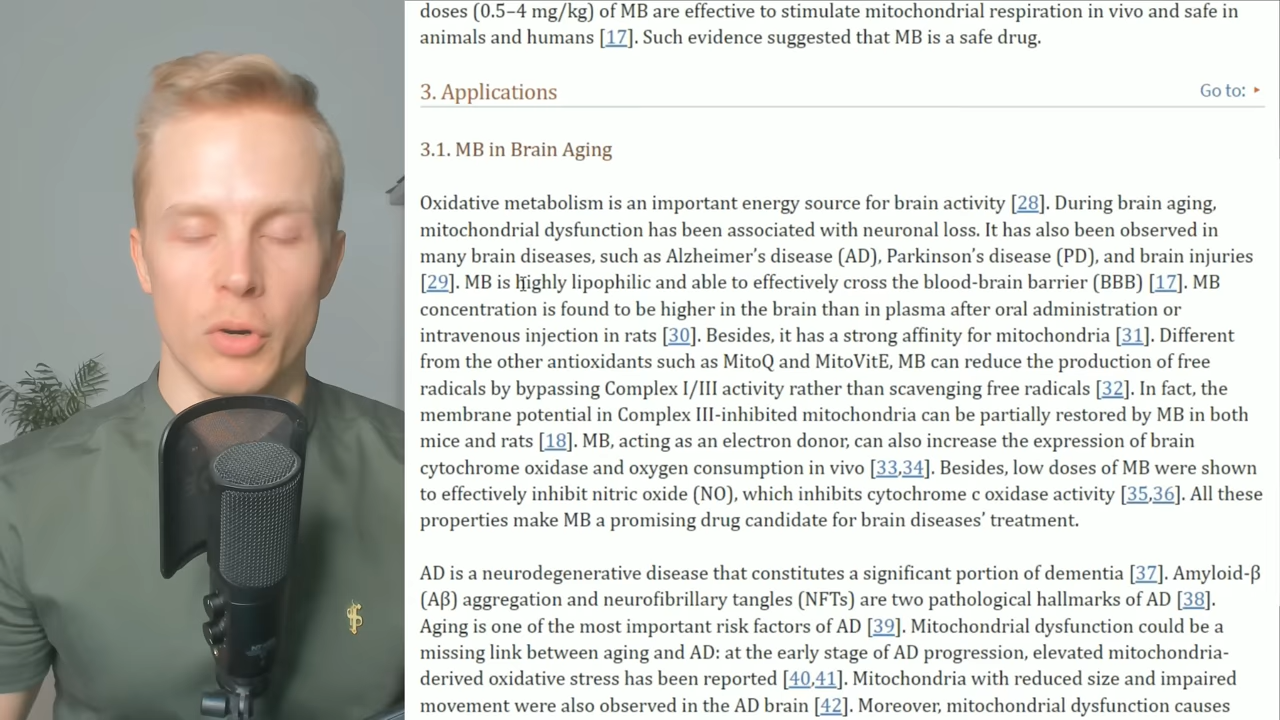 doses (0.5–4 mg/kg) of MB are effective to stimulate mitochondrial respiration in vivo and safe in
animals and humans [17]. Such evidence suggested that MB is a safe drug.
3. Applications
Go to:
3.1. MB in Brain Aging
Oxidative metabolism is an important energy source for brain activity [28]. During brain aging,
mitochondrial dysfunction has been associated with neuronal loss. It has also been observed in
many brain diseases, such as Alzheimer’s disease (AD), Parkinson’s disease (PD), and brain injuries
[29]. MB is highly lipophilic and able to effectively cross the blood-brain barrier (BBB) [17]. MB
concentration is found to be higher in the brain than in plasma after oral administration or
intravenous injection in rats [30]. Besides, it has a strong affinity for mitochondria [31]. Different
from the other antioxidants such as MitoQ and MitoVitE, MB can reduce the production of free
radicals by bypassing Complex I/III activity rather than scavenging free radicals [32]. In fact, the
membrane potential in Complex III-inhibited mitochondria can be partially restored by MB in both
mice and rats [18]. MB, acting as an electron donor, can also increase the expression of brain
cytochrome oxidase and oxygen consumption in vivo [33,34]. Besides, low doses of MB were shown
to effectively inhibit nitric oxide (NO), which inhibits cytochrome c oxidase activity [35,36]. All these
properties make MB a promising drug candidate for brain diseases’ treatment.
AD is a neurodegenerative disease that constitutes a significant portion of dementia [37]. Amyloid-β
(Aβ) aggregation and neurofibrillary tangles (NFTs) are two pathological hallmarks of AD [38].
Aging is one of the most important risk factors of AD [39]. Mitochondrial dysfunction could be a
missing link between aging and AD: at the early stage of AD progression, elevated mitochondria-
derived oxidative stress has been reported [40,41]. Mitochondria with reduced size and impaired
movement were also observed in the AD brain [42]. Moreover, mitochondrial dysfunction causes